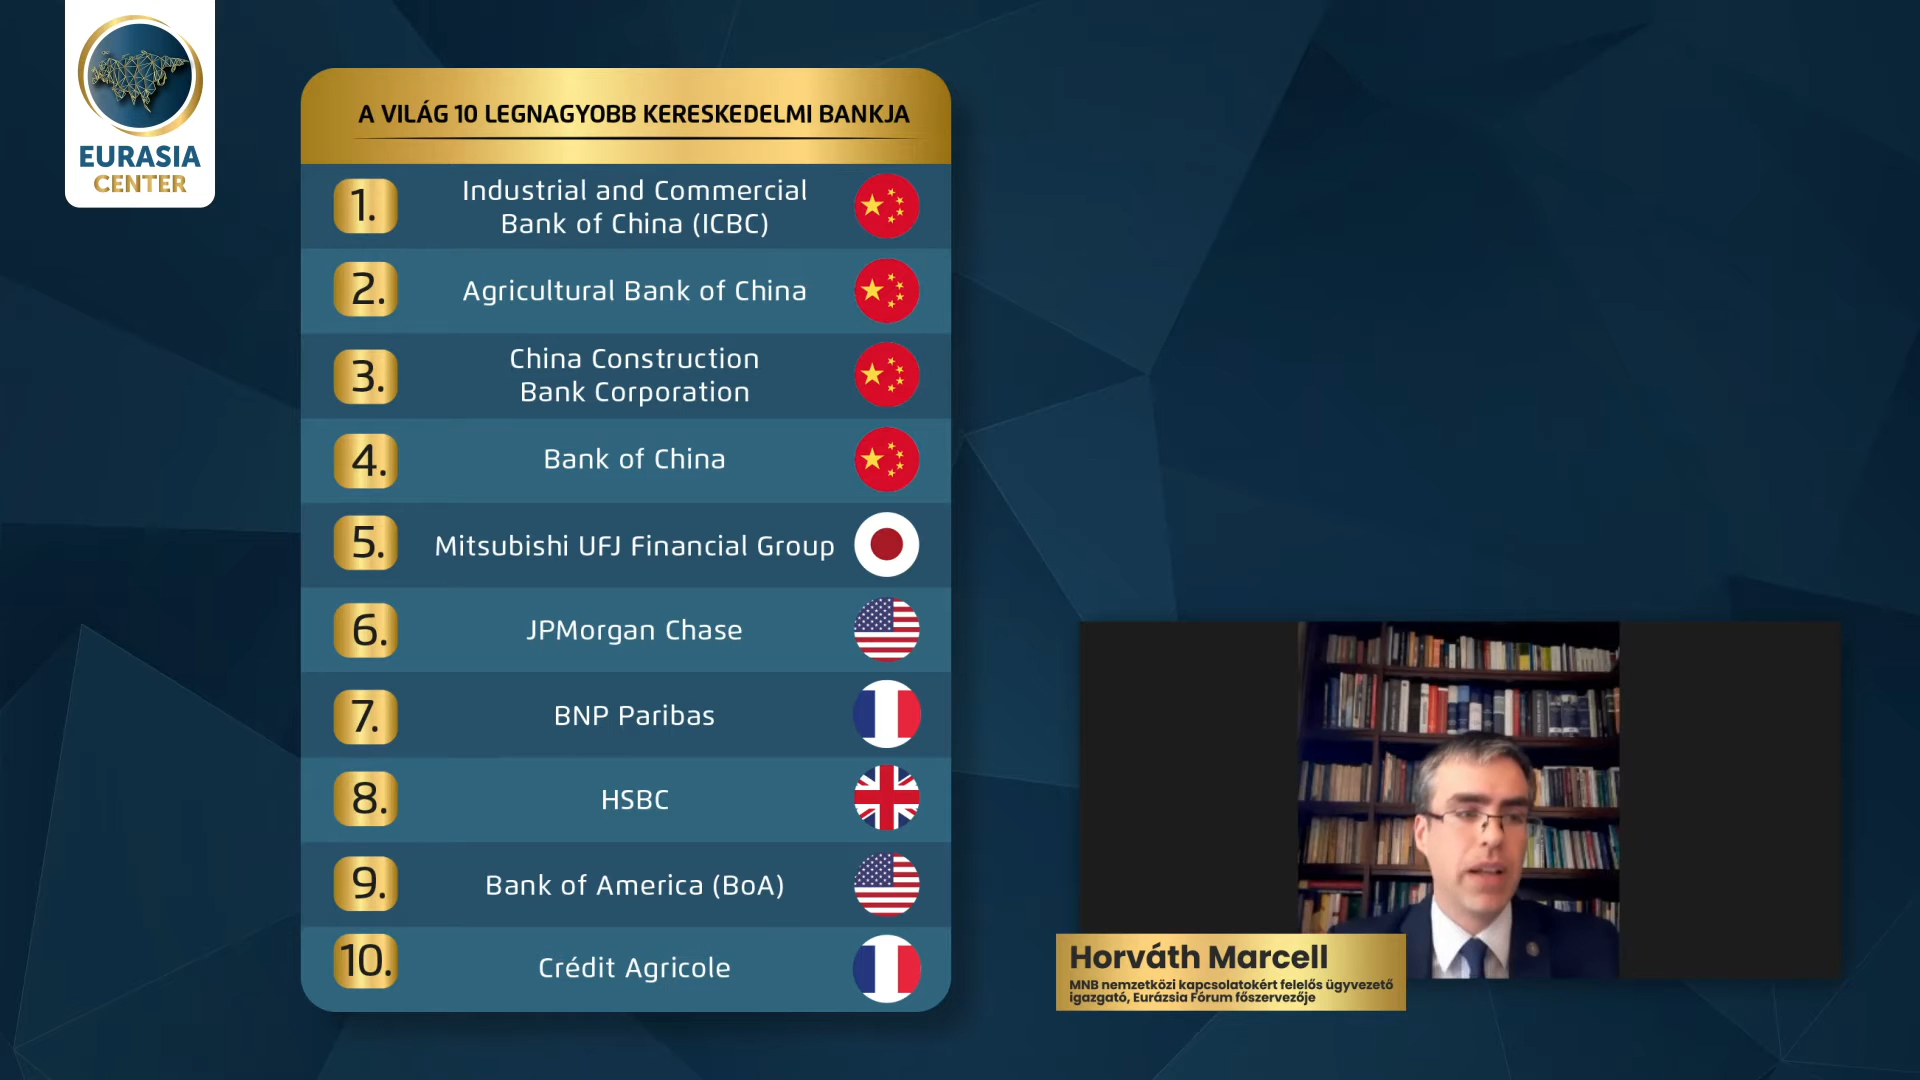 EURASIA
CENTER
A VILÁG 10 LEGNAGYOBB KERESKEDELMI BANKJA
1.
Industrial and Commercial
Bank of China (ICBC)
2.
Agricultural Bank of China
3.
China Construction
Bank Corporation
4.
Bank of China
5.
Mitsubishi UFJ Financial Group
6.
JPMorgan Chase
7.
BNP Paribas
8.
HSBC
9.
Bank of America (BoA)
10.
Crédit Agricole
Horváth Marcell
MNB nemzetközi kapcsolatokért felelős ügyvezető
igazgató, Eurázsia Fórum főszervezője